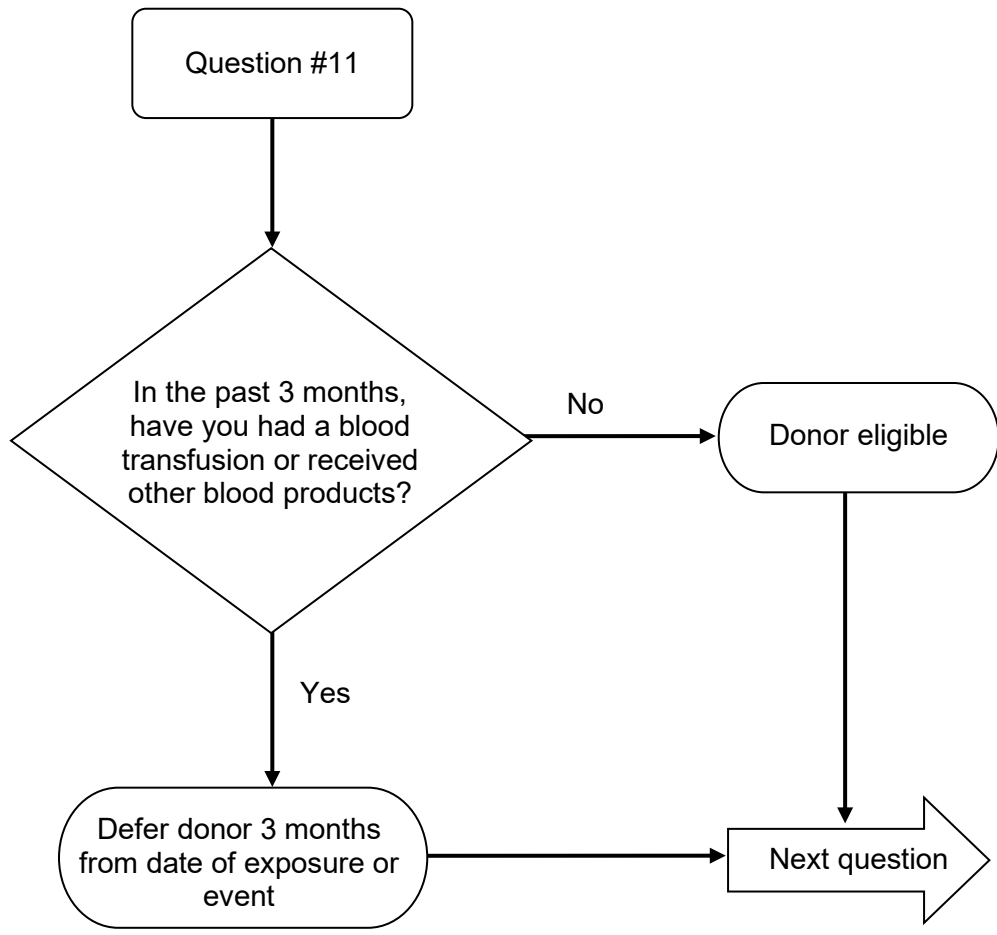 Question #11
In the past 3 months,
have you had a blood
transfusion or received
other blood products?
No
Donor eligible
Yes
Defer donor 3 months
from date of exposure or
event
Next question